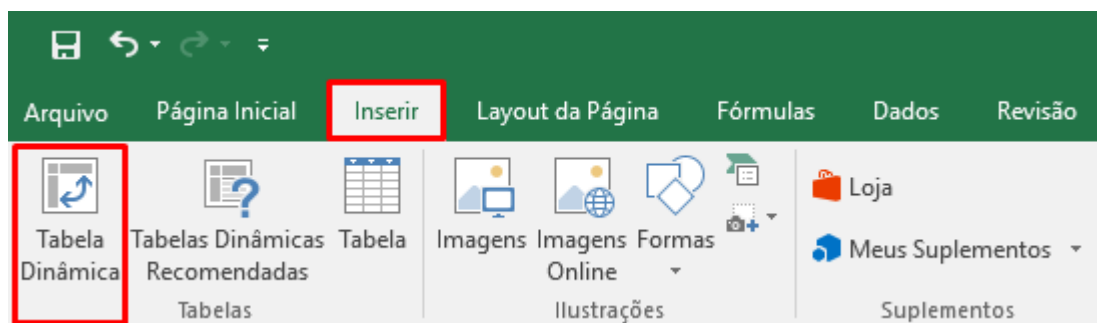 Arquivo Página Inicial Inserir Layout da Página Fórmulas Dados Revisão
Tabela Dinâmica
Tabelas Dinâmicas Recomendadas
Tabela
Imagens
Imagens Online
Formas
Loja
Meus Suplementos
Tabelas
Ilustrações
Suplementos